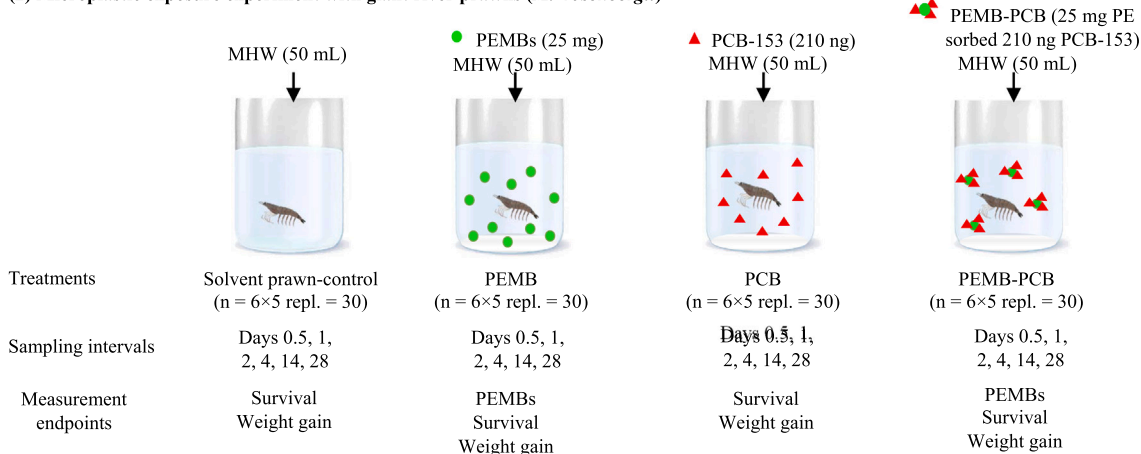 MHW (50 mL)
PEMBs (25 mg)
MHW (50 mL)
PCB-153 (210 ng)
MHW (50 mL)
PEMB-PCB (25 mg PE
sorbed 210 ng PCB-153)
MHW (50 mL)
Treatments
Solvent prawn-control
(n = 6×5 repl. = 30)
PEMB
(n = 6×5 repl. = 30)
PCB
(n = 6×5 repl. = 30)
PEMB-PCB
(n = 6×5 repl. = 30)
Sampling intervals
Days 0.5, 1,
2, 4, 14, 28
Days 0.5, 1,
2, 4, 14, 28
Days 0.5, 1,
2, 4, 14, 28
Days 0.5, 1,
2, 4, 14, 28
Measurement
endpoints
Survival
Weight gain
PEMBs
Survival
Weight gain
Survival
Weight gain
PEMBs
Survival
Weight gain